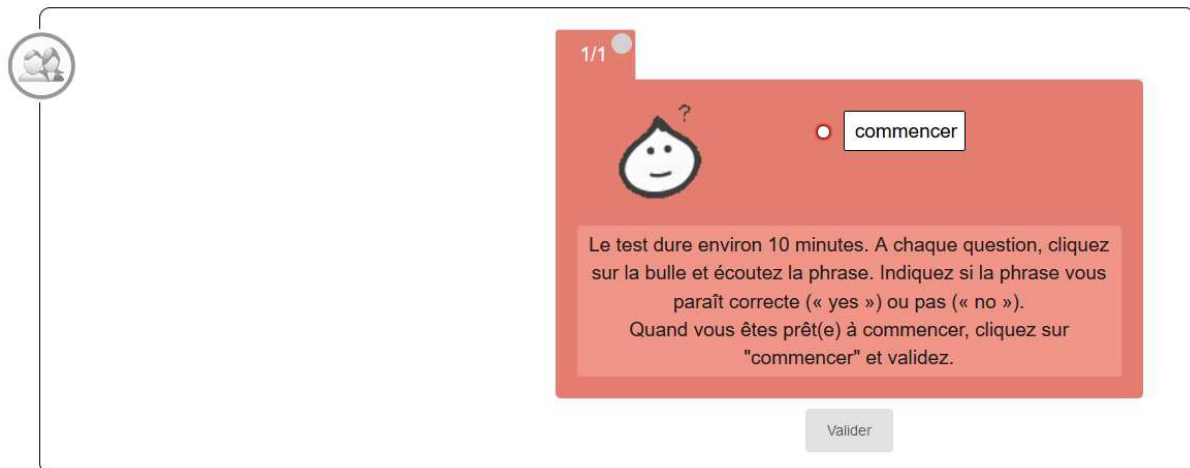 1/1
?
commencer
Le test dure environ 10 minutes. A chaque question, cliquez
sur la bulle et écoutez la phrase. Indiquez si la phrase vous
paraît correcte (« yes ») ou pas (« no »).
Quand vous êtes prêt(e) à commencer, cliquez sur
"commencer" et validez.
Valider